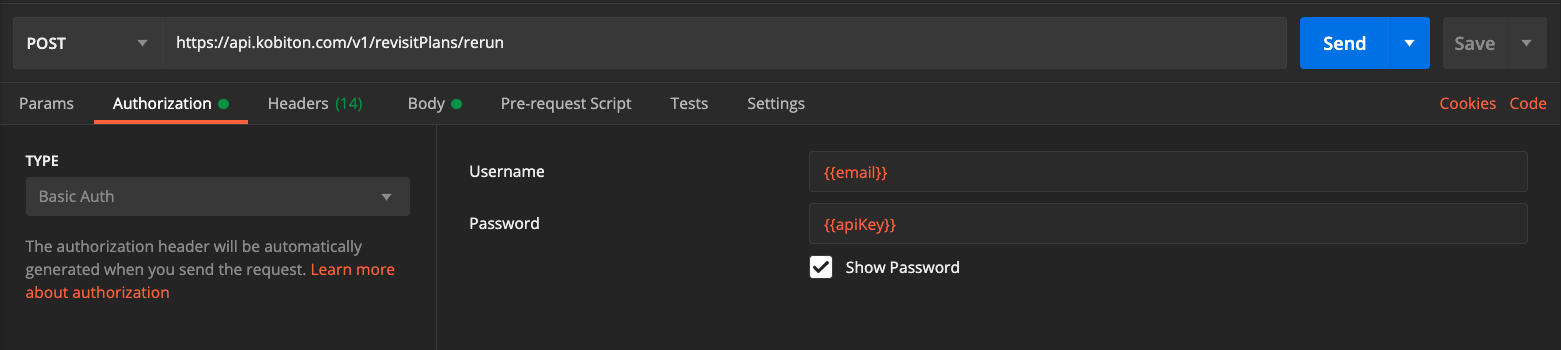 POST https://api.kobiton.com/v1/revisitPlans/rerun Send Save
Params Authorization Headers (14) Body Pre-request Script Tests Settings Cookies Code
TYPE
Basic Auth
The authorization header will be automatically
generated when you send the request. Learn more
about authorization
Username {{email}}
Password {{apiKey}}
Show Password